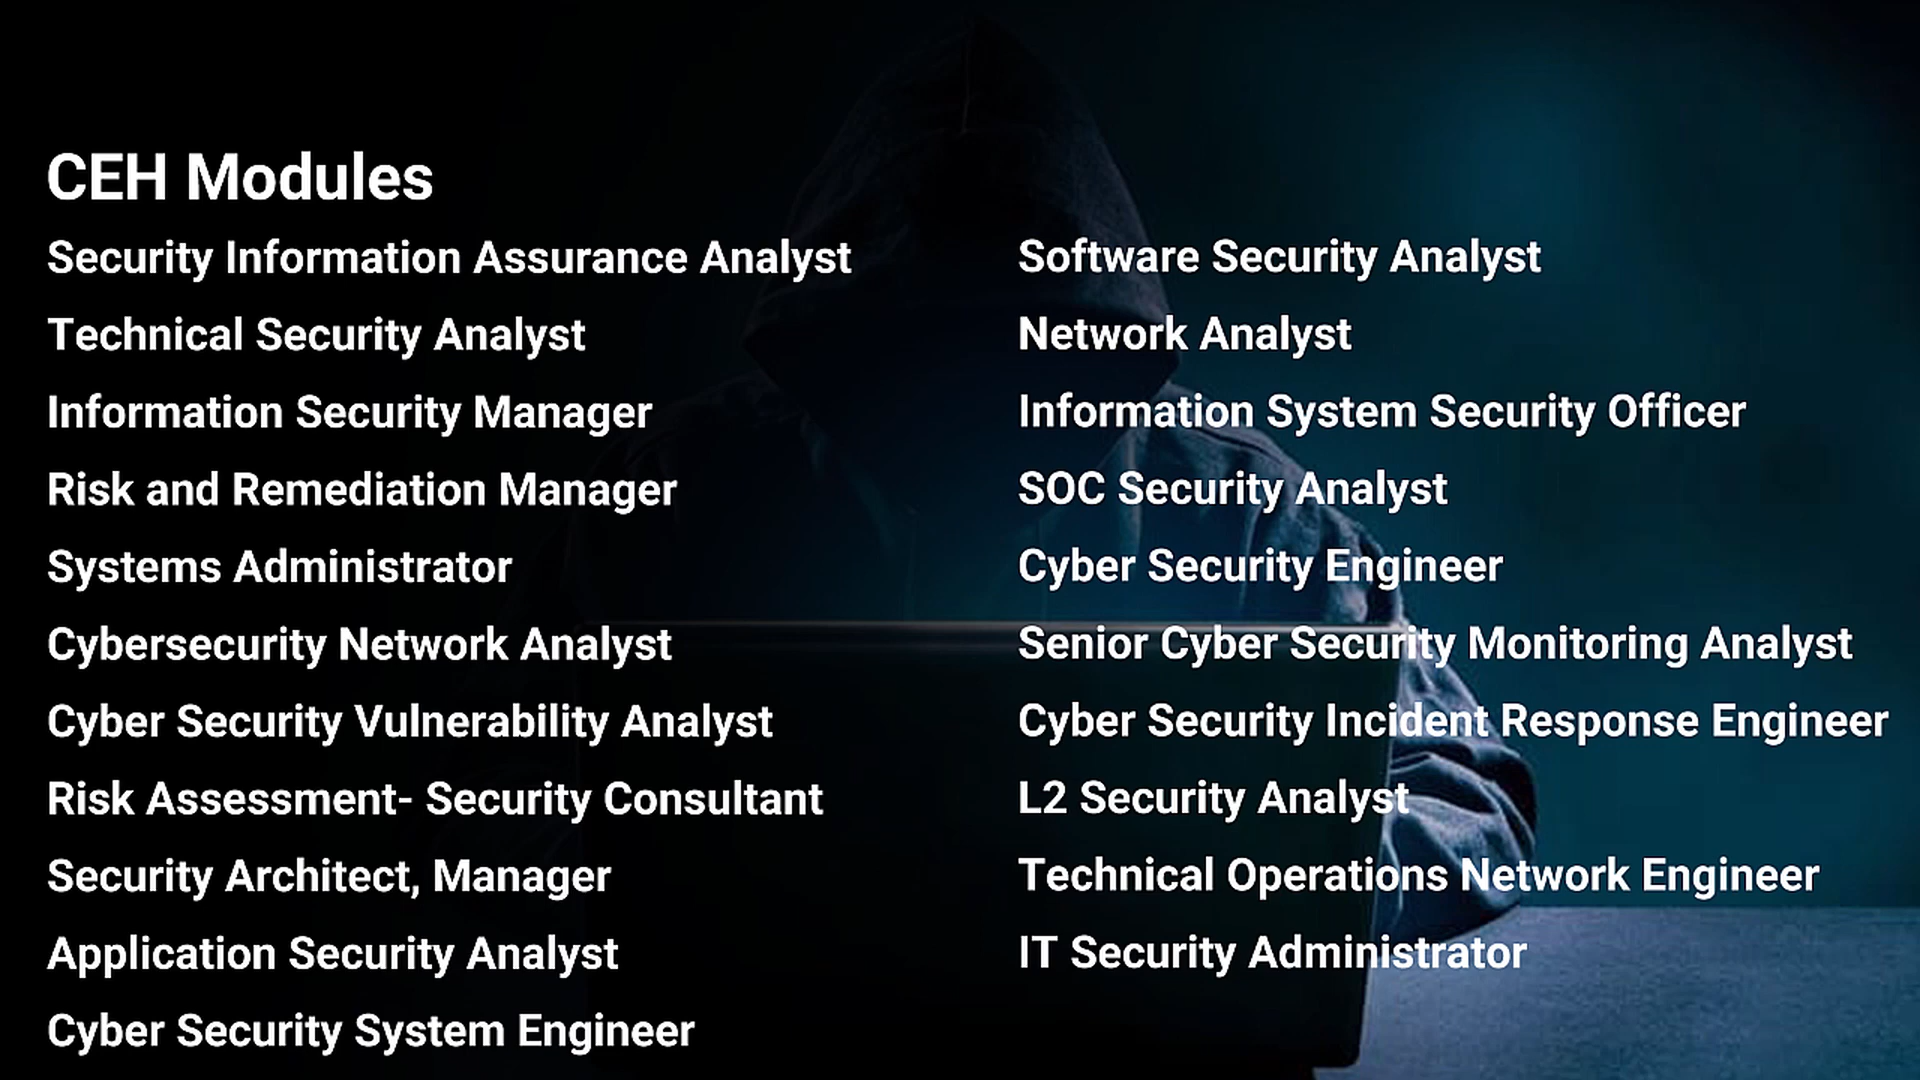 CEH Modules
Security Information Assurance Analyst
Technical Security Analyst
Information Security Manager
Risk and Remediation Manager
Systems Administrator
Cybersecurity Network Analyst
Cyber Security Vulnerability Analyst
Risk Assessment- Security Consultant
Security Architect, Manager
Application Security Analyst
Cyber Security System Engineer
Software Security Analyst
Network Analyst
Information System Security Officer
SOC Security Analyst
Cyber Security Engineer
Senior Cyber Security Monitoring Analyst
Cyber Security Incident Response Engineer
L2 Security Analyst
Technical Operations Network Engineer
IT Security Administrator